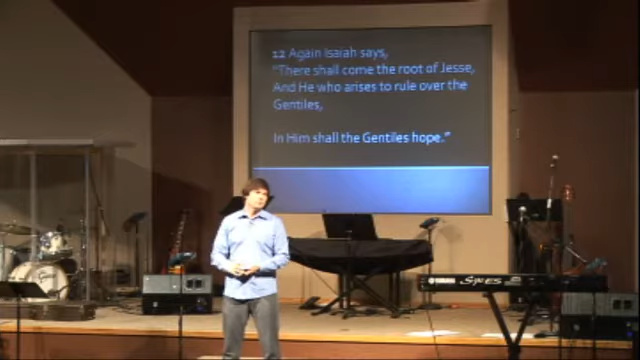 12 Again Isaiah says,
"There shall come the root of Jesse,
And He who arises to rule over the
Gentiles,
In Him shall the Gentiles hope."
YAMAHA